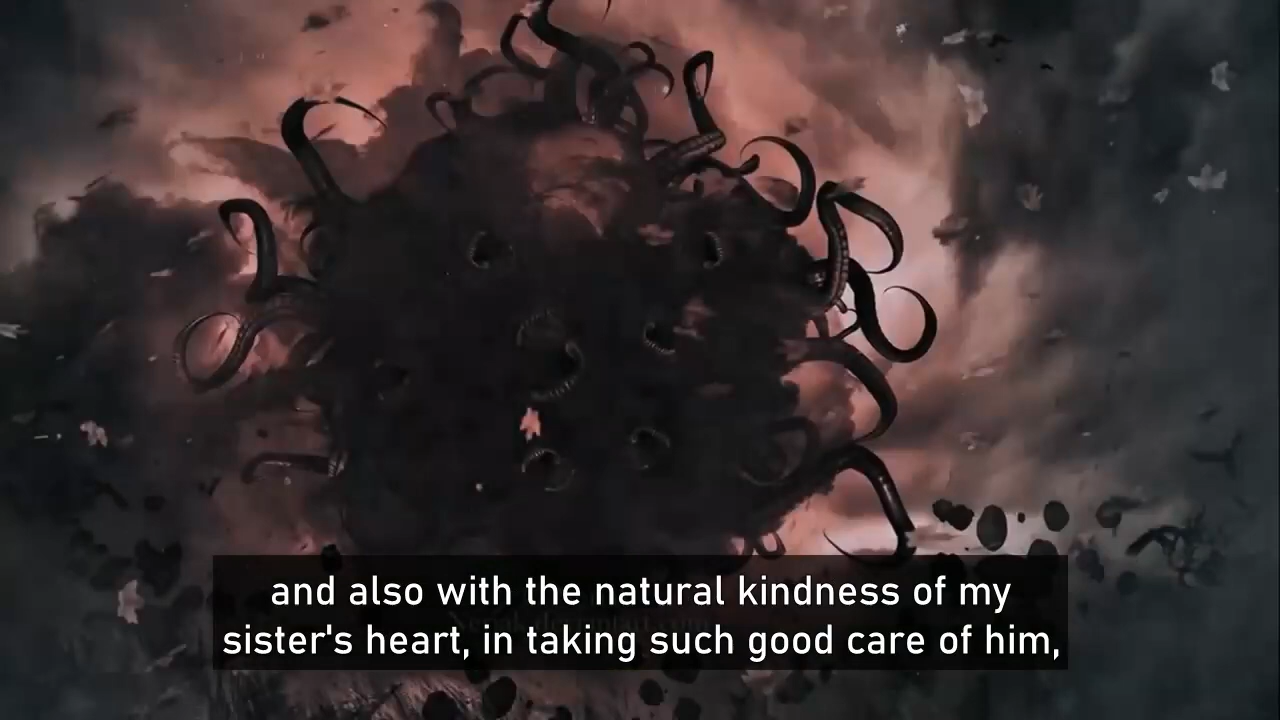 and also with the natural kindness of my
sister's heart, in taking such good care of him,